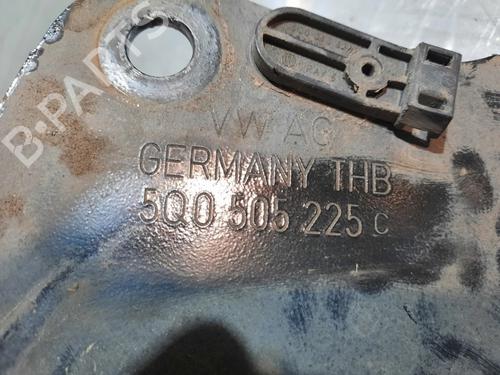 B-PARTS
VW AG
GERMANY THB
5Q0 505 225 C